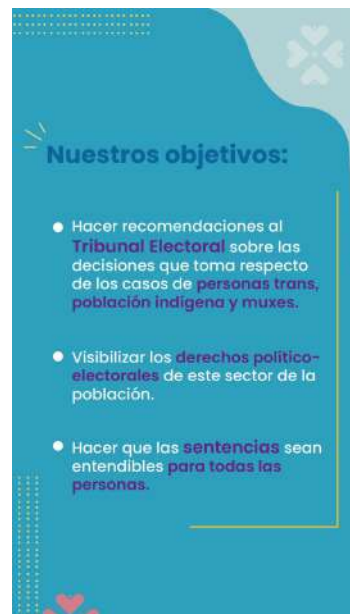 Nuestros objetivos:
Hacer recomendaciones al
Tribunal Electoral sobre las
decisiones que toma respecto
de los casos de personas trans,
población indígena y muxes.
Visibilizar los derechos político-
electorales de este sector de la
población.
Hacer que las sentencias sean
entendibles para todas las
personas.